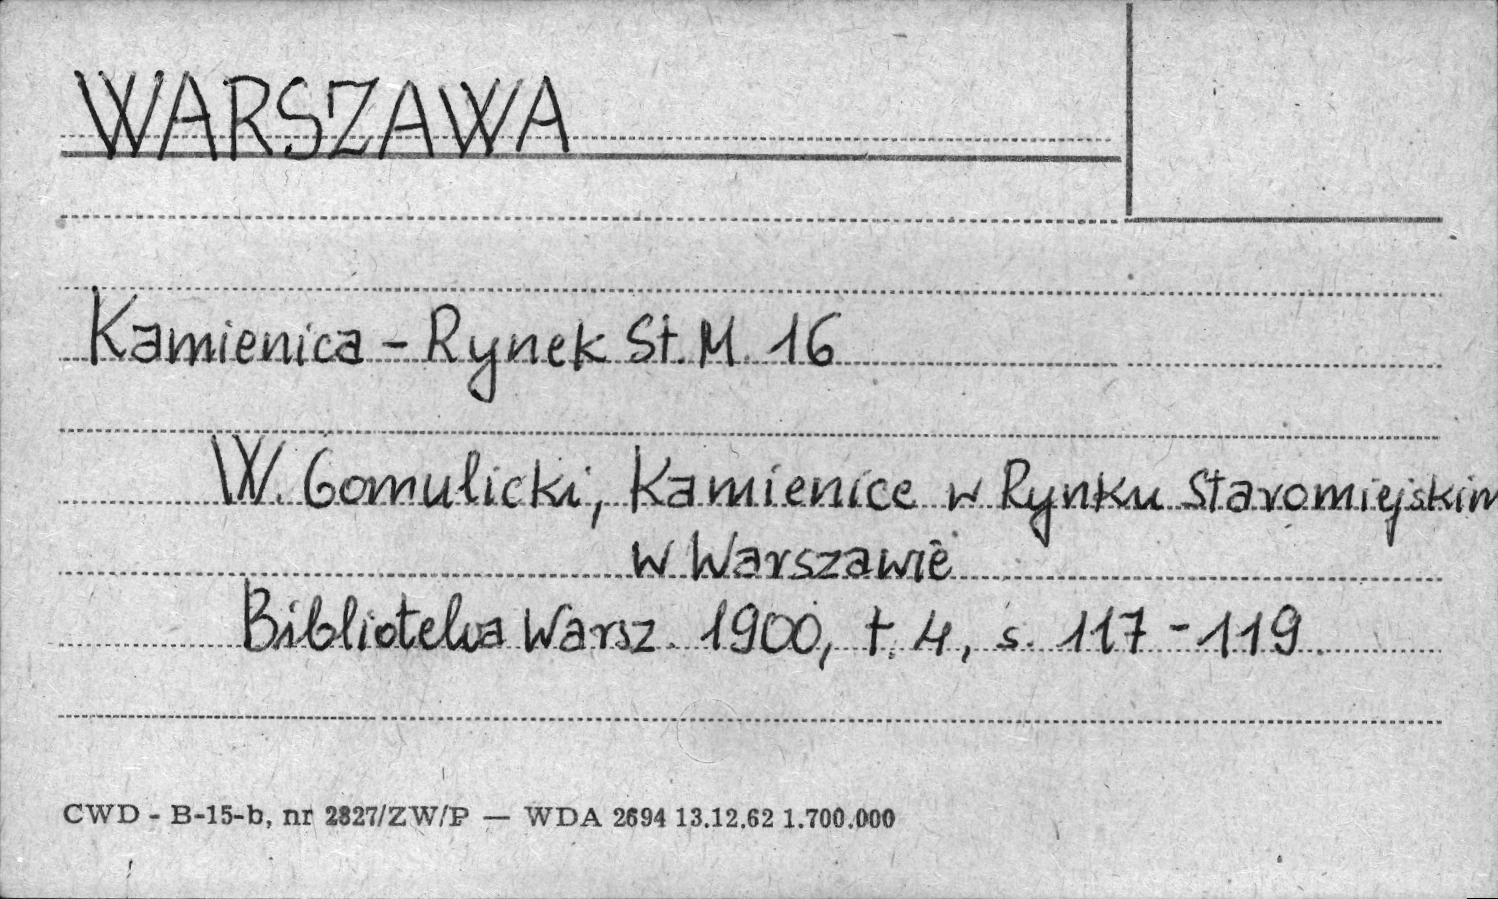 WARSZAWA
Kamienica - Rynek St. M. 16
W. Gomulicki, Kamienice w Rynku Staromiejskim
w Warszawie
Biblioteka Warsz. 1900, t. 4, s. 117-119.
CWD - B-15-b, nr 2827/ZW/P — WDA 2694 13.12.62 1.700.000